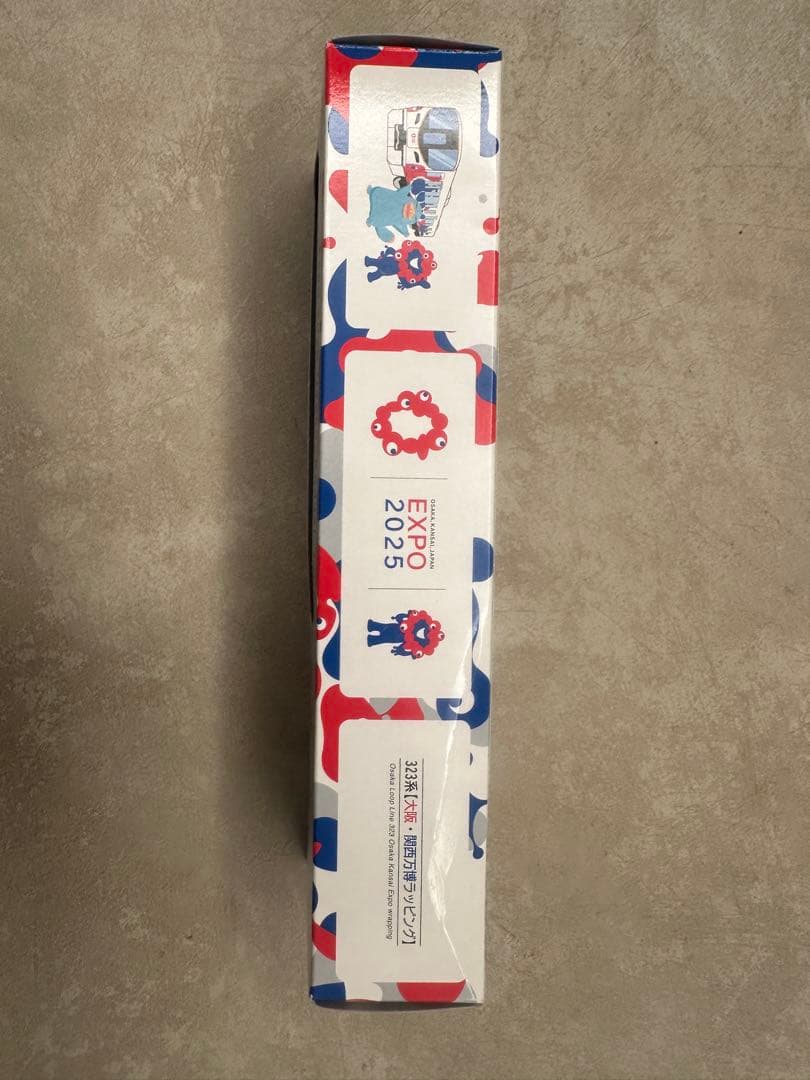 OSAKA, KANSAI, JAPAN
EXPO
2025
323系【大阪・関西万博ラッピング】
Osaka Loop Line 323 Osaka Kansai Expo wrapping